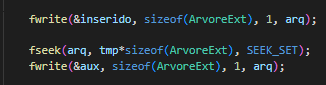 fwrite(&inserido, sizeof(ArvoreExt), 1, arq);
fseek(arq, tmp*sizeof(ArvoreExt), SEEK_SET);
fwrite(&aux, sizeof(ArvoreExt), 1, arq);